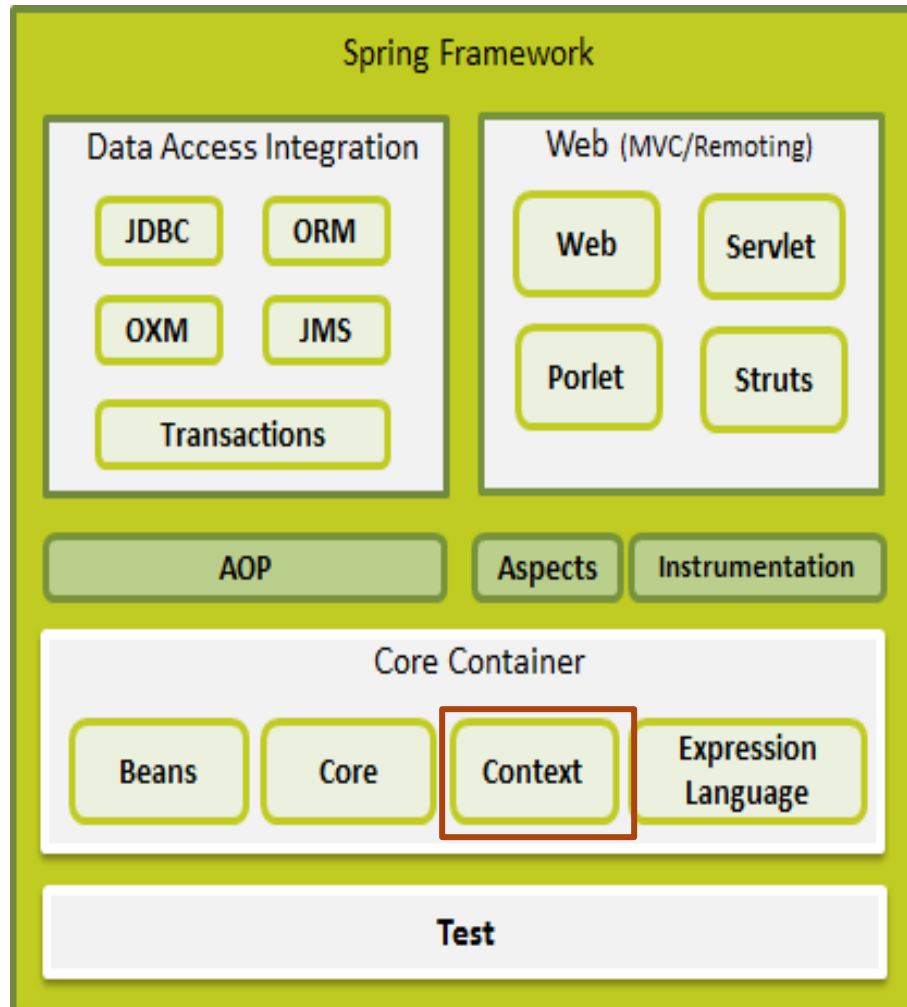 Spring Framework
Data Access Integration
JDBC
ORM
OXM
JMS
Transactions
Web (MVC/Remoting)
Web
Servlet
Porlet
Struts
AOP
Aspects
Instrumentation
Core Container
Beans
Core
Context
Expression
Language
Test